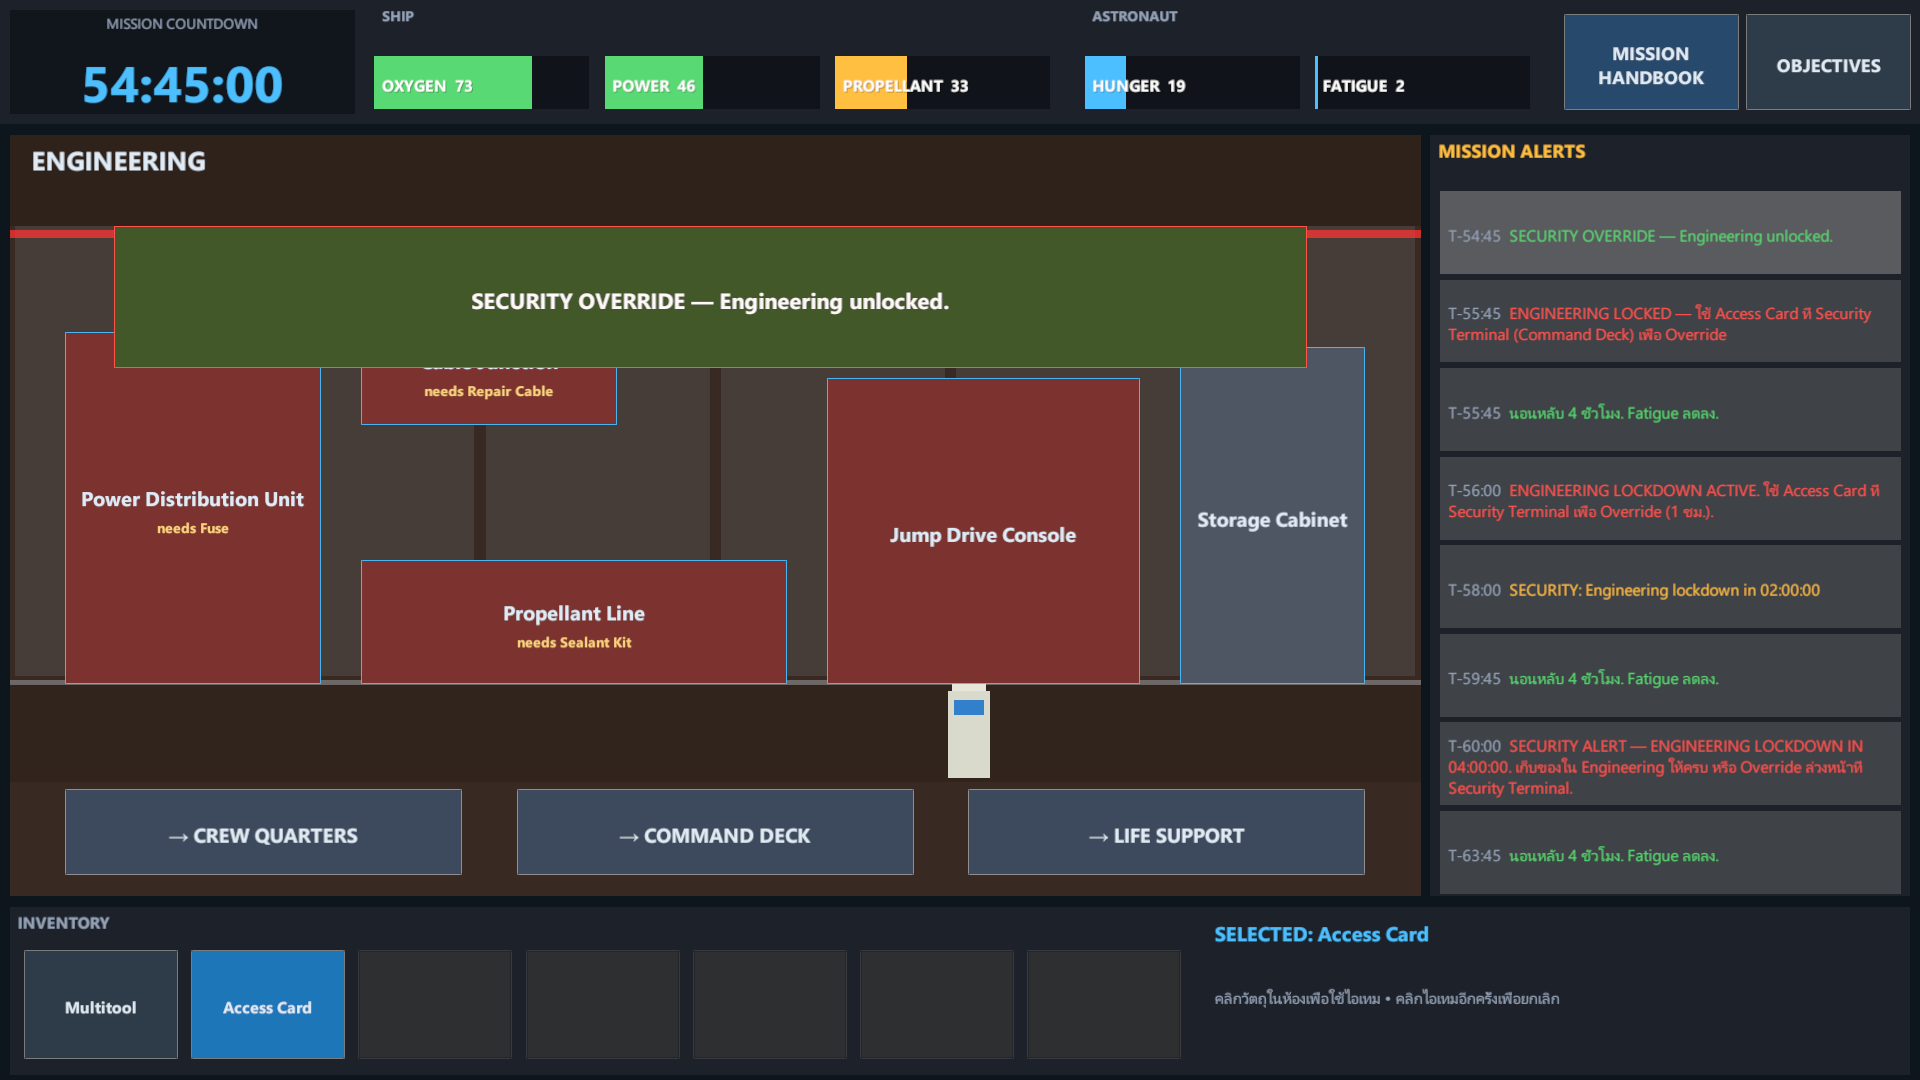 MISSION COUNTDOWN
54:45:00
SHIP
OXYGEN 73
POWER 46
PROPELLANT 33
ASTRONAUT
HUNGER 19
FATIGUE 2
MISSION
HANDBOOK
OBJECTIVES
ENGINEERING
SECURITY OVERRIDE — Engineering unlocked.
needs Repair Cable
Power Distribution Unit
needs Fuse
Propellant Line
needs Sealant Kit
Jump Drive Console
Storage Cabinet
→ CREW QUARTERS
→ COMMAND DECK
→ LIFE SUPPORT
MISSION ALERTS
T-54:45 SECURITY OVERRIDE — Engineering unlocked.
T-55:45 ENGINEERING LOCKED — ใช้ Access Card ที่ Security
Terminal (Command Deck) เพื่อ Override
T-55:45 นอนหลับ 4 ชั่วโมง. Fatigue ลดลง.
T-56:00 ENGINEERING LOCKDOWN ACTIVE. ใช้ Access Card ที่
Security Terminal เพื่อ Override (1 ชม.).
T-58:00 SECURITY: Engineering lockdown in 02:00:00
T-59:45 นอนหลับ 4 ชั่วโมง. Fatigue ลดลง.
T-60:00 SECURITY ALERT — ENGINEERING LOCKDOWN IN
04:00:00. เก็บของใน Engineering ให้ครบ หรือ Override ล่วงหน้าที่
Security Terminal.
T-63:45 นอนหลับ 4 ชั่วโมง. Fatigue ลดลง.
INVENTORY
Multitool
Access Card
SELECTED: Access Card
คลิกวัตถุในห้องเพื่อใช้ไอเทม • คลิกไอเทมอีกครั้งเพื่อยกเลิก